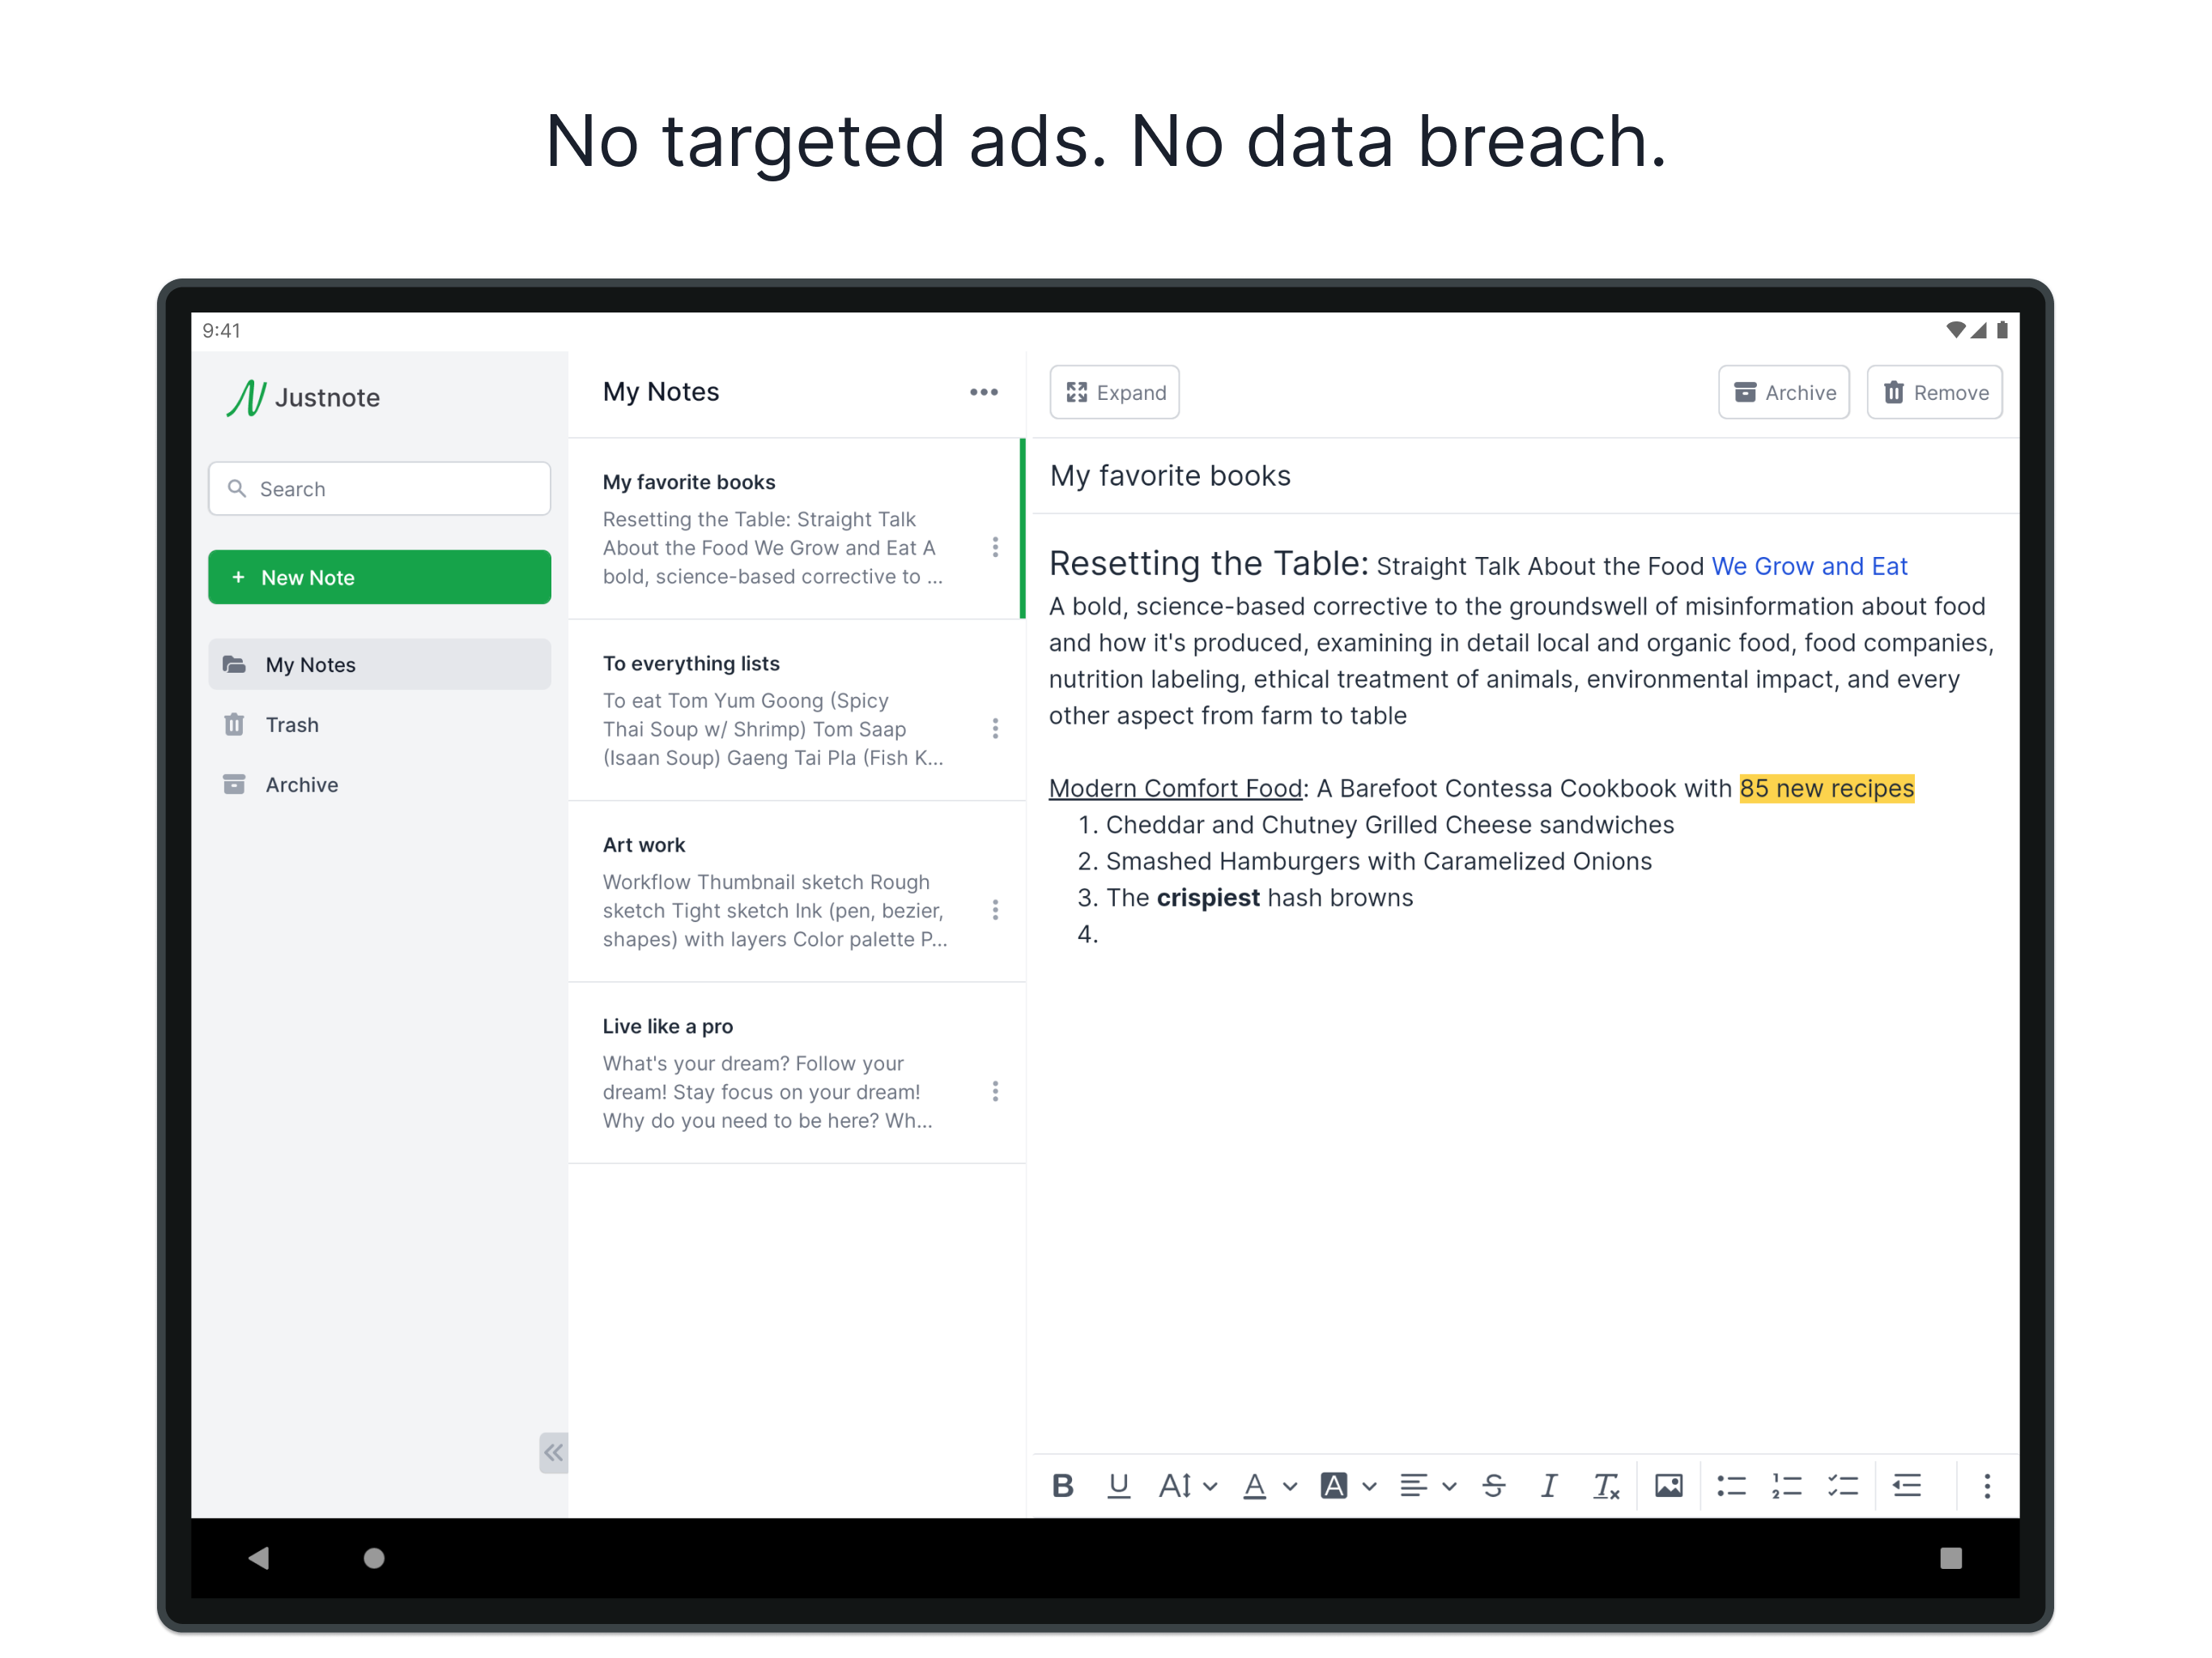 No targeted ads. No data breach.
9:41
Justnote
Search
+ New Note
My Notes
Trash
Archive
My Notes
My favorite books
Resetting the Table: Straight Talk
About the Food We Grow and Eat A
bold, science-based corrective to ...
To everything lists
To eat Tom Yum Goong (Spicy
Thai Soup w/ Shrimp) Tom Saap
(Isaan Soup) Gaeng Tai Pla (Fish K...
Art work
Workflow Thumbnail sketch Rough
sketch Tight sketch Ink (pen, bezier,
shapes) with layers Color palette P...
Live like a pro
What's your dream? Follow your
dream! Stay focus on your dream!
Why do you need to be here? Wh...
Expand
Archive
Remove
My favorite books
Resetting the Table: Straight Talk About the Food We Grow and Eat
A bold, science-based corrective to the groundswell of misinformation about food
and how it's produced, examining in detail local and organic food, food companies,
nutrition labeling, ethical treatment of animals, environmental impact, and every
other aspect from farm to table
Modern Comfort Food: A Barefoot Contessa Cookbook with 85 new recipes
1. Cheddar and Chutney Grilled Cheese sandwiches
2. Smashed Hamburgers with Caramelized Onions
3. The crispiest hash browns
4.